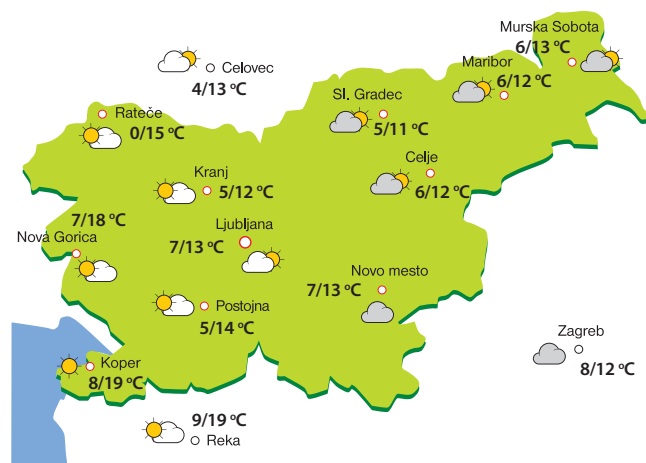 Murska Sobota
6/13 °C
Maribor
6/12 °C
Celovec
4/13 °C
Sl. Gradec
5/11 °C
Rateče
0/15 °C
Celje
6/12 °C
Kranj
5/12 °C
7/18 °C
Nova Gorica
Ljubljana
7/13 °C
Novo mesto
7/13 °C
Postojna
5/14 °C
Zagreb
8/12 °C
Koper
8/19 °C
9/19 °C
Reka